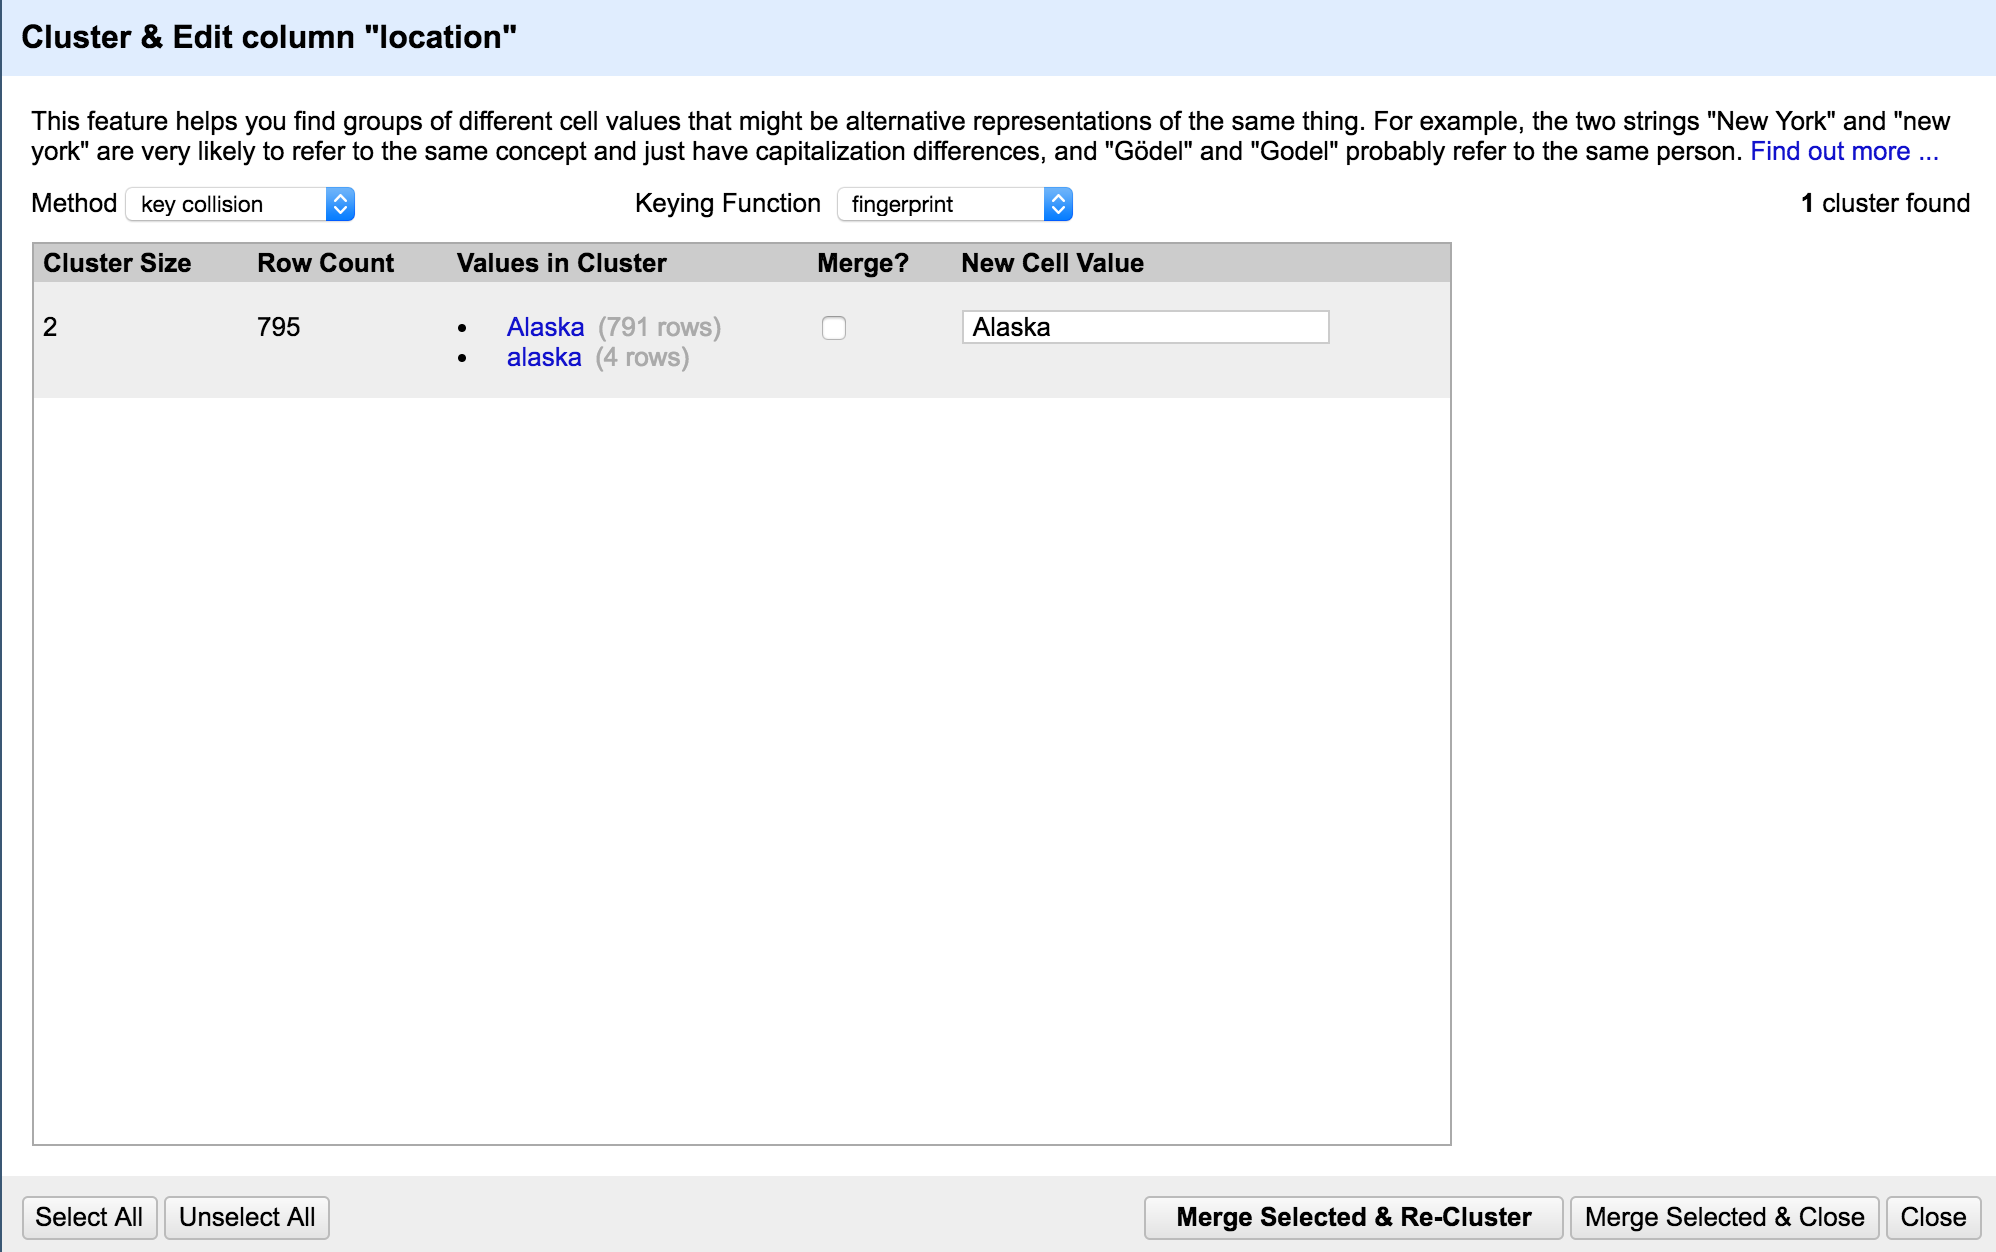 Cluster & Edit column "location"
This feature helps you find groups of different cell values that might be alternative representations of the same thing. For example, the two strings "New York" and "new
york" are very likely to refer to the same concept and just have capitalization differences, and "Gödel" and "Godel" probably refer to the same person. Find out more ...
Method key collision Keying Function fingerprint 1 cluster found
Cluster Size Row Count Values in Cluster Merge? New Cell Value
2 795 • Alaska (791 rows) Alaska
• alaska (4 rows)
Select All Unselect All Merge Selected & Re-Cluster Merge Selected & Close Close